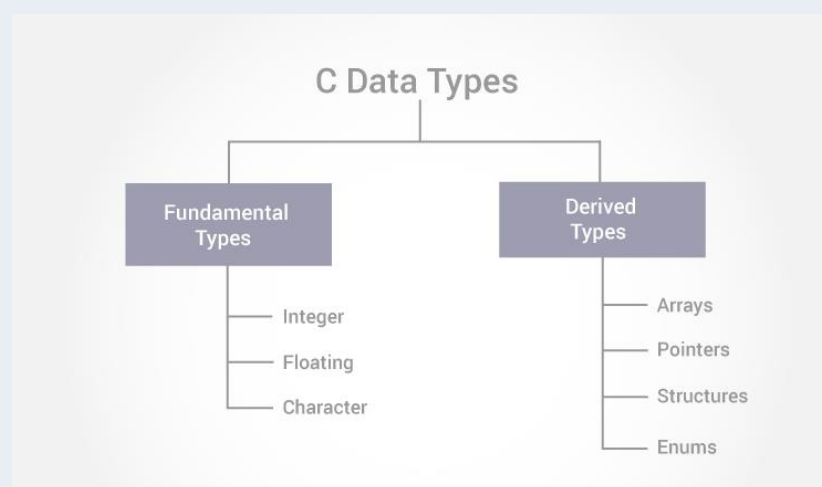 C Data Types
Fundamental
Types
Integer
Floating
Character
Derived
Types
Arrays
Pointers
Structures
Enums